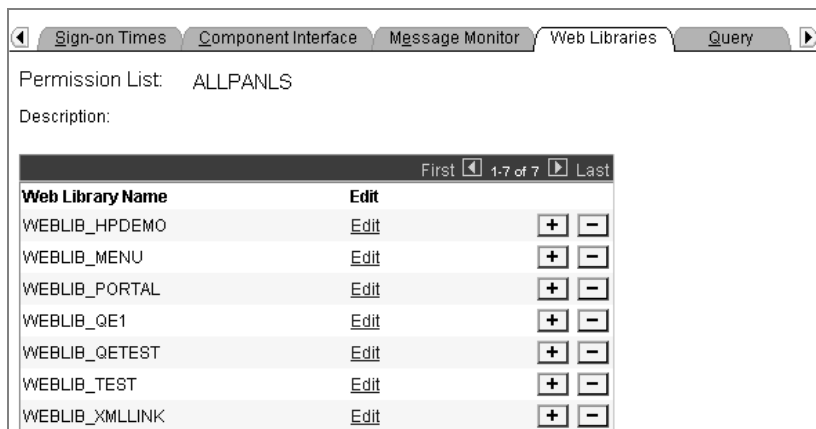 Sign-on Times Component Interface Message Monitor Web Libraries Query
Permission List: ALLPANLS
Description:
First 1-7 of 7 Last
Web Library Name Edit
WEBLIB_HPDEMO Edit + -
WEBLIB_MENU Edit + -
WEBLIB_PORTAL Edit + -
WEBLIB_QE1 Edit + -
WEBLIB_QETEST Edit + -
WEBLIB_TEST Edit + -
WEBLIB_XMLLINK Edit + -